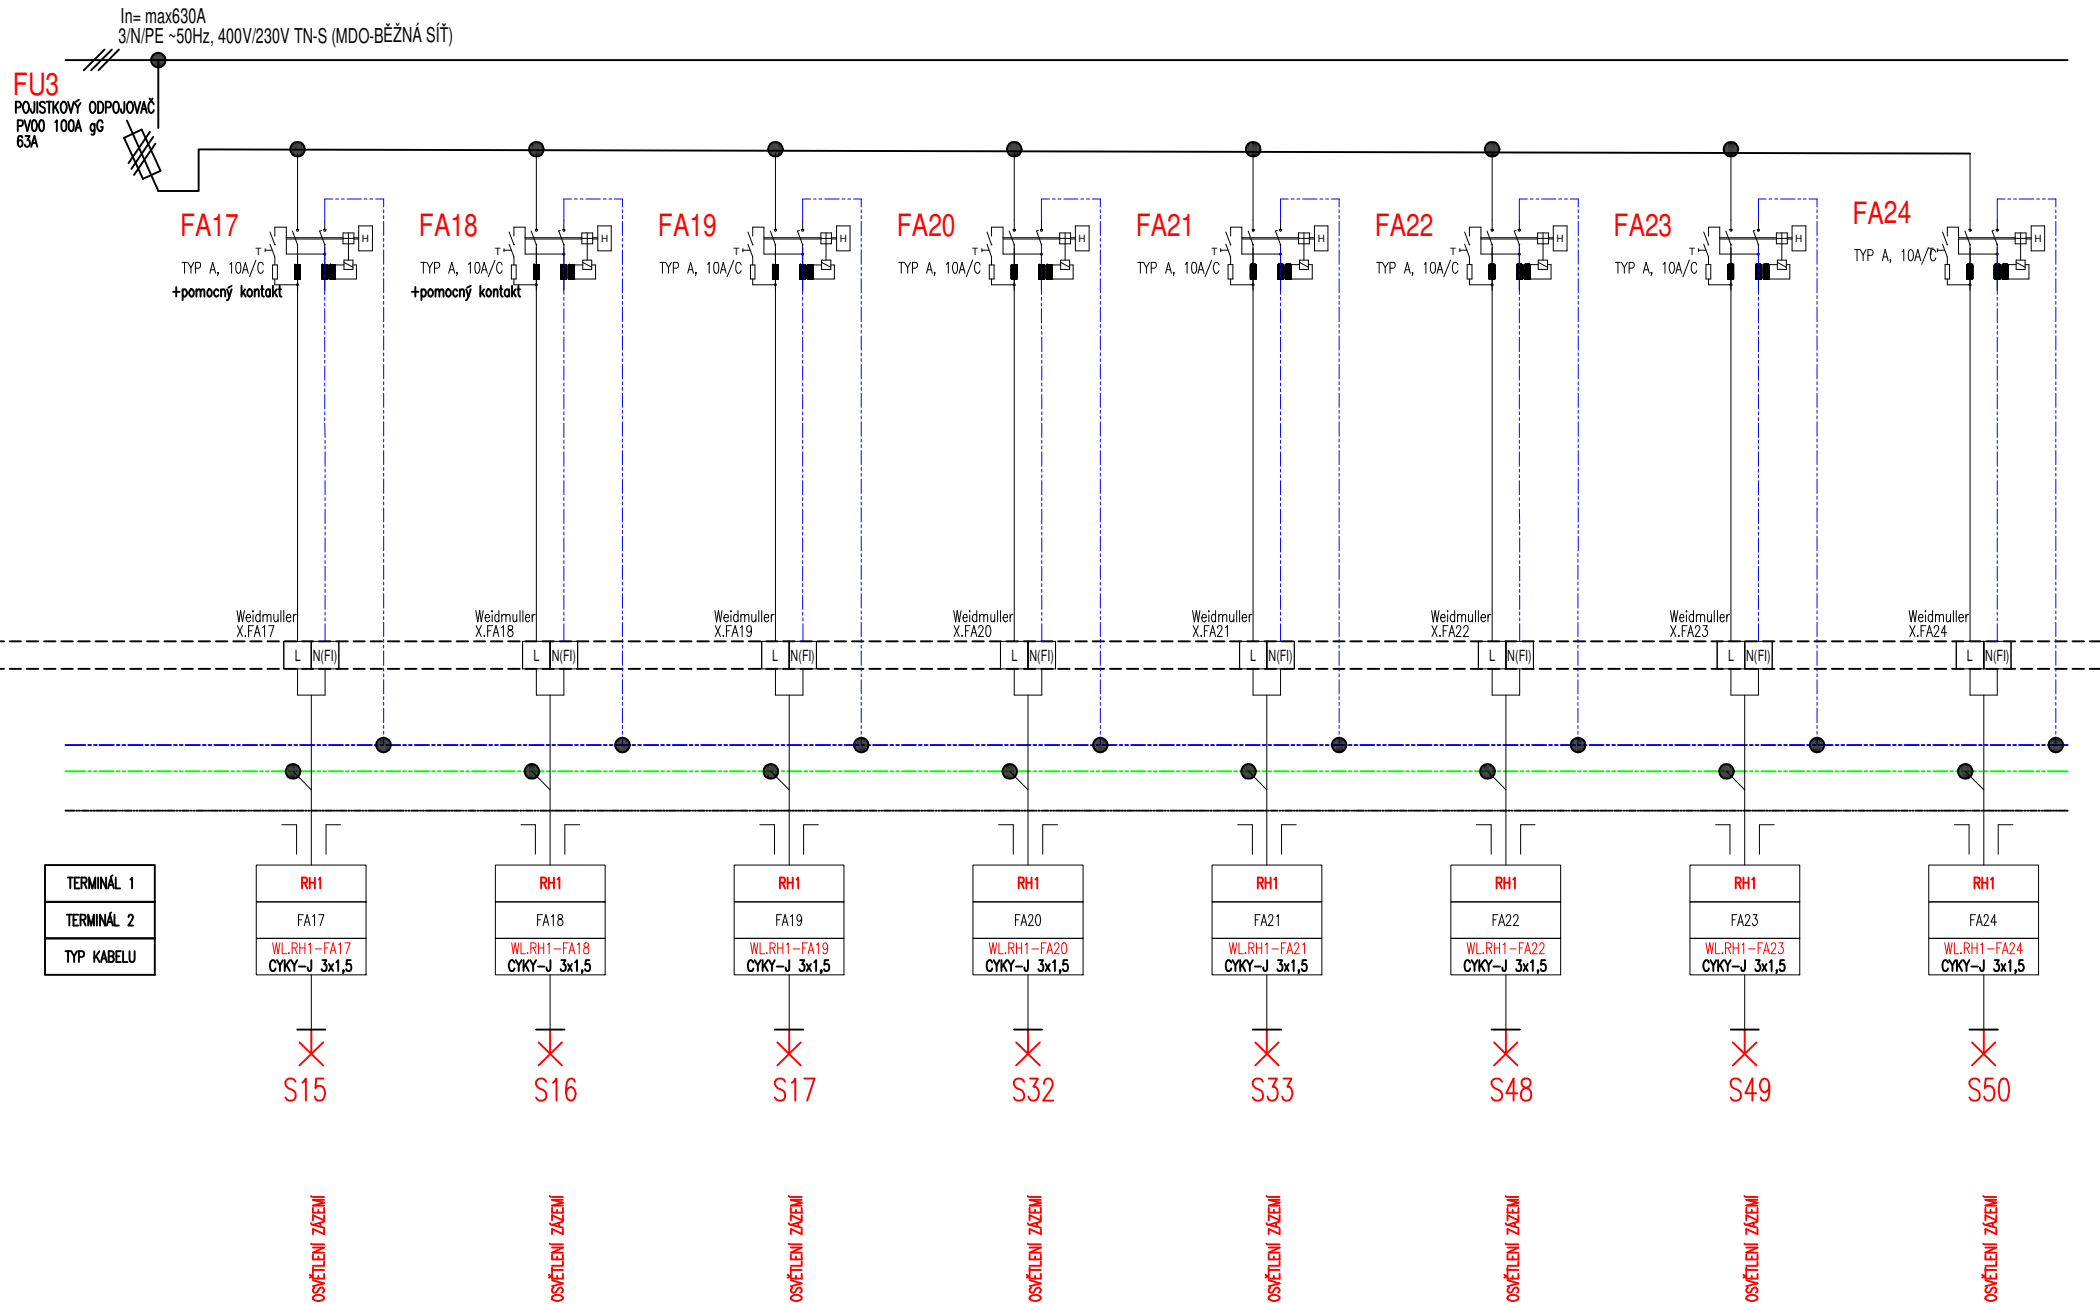 In= max630A
3/N/PE ~50Hz, 400V/230V TN-S (MDO-BĚŽNÁ SÍŤ)
FU3
POJISTKOVÝ ODPOJOVAČ
PV00 100A gG
63A
FA17
TYP A, 10A/C
+pomocný kontakt
FA18
TYP A, 10A/C
+pomocný kontakt
FA19
TYP A, 10A/C
FA20
TYP A, 10A/C
FA21
TYP A, 10A/C
FA22
TYP A, 10A/C
FA23
TYP A, 10A/C
FA24
TYP A, 10A/C
T H
T H
T H
T H
T H
T H
T H
T H
Weidmuller
X.FA17
L N(FI)
Weidmuller
X.FA18
L N(FI)
Weidmuller
X.FA19
L N(FI)
Weidmuller
X.FA20
L N(FI)
Weidmuller
X.FA21
L N(FI)
Weidmuller
X.FA22
L N(FI)
Weidmuller
X.FA23
L N(FI)
Weidmuller
X.FA24
L N(FI)
TERMINÁL 1
TERMINÁL 2
TYP KABELU
RH1
FA17
WL.RH1-FA17
CYKY-J 3x1,5
RH1
FA18
WL.RH1-FA18
CYKY-J 3x1,5
RH1
FA19
WL.RH1-FA19
CYKY-J 3x1,5
RH1
FA20
WL.RH1-FA20
CYKY-J 3x1,5
RH1
FA21
WL.RH1-FA21
CYKY-J 3x1,5
RH1
FA22
WL.RH1-FA22
CYKY-J 3x1,5
RH1
FA23
WL.RH1-FA23
CYKY-J 3x1,5
RH1
FA24
WL.RH1-FA24
CYKY-J 3x1,5
S15
S16
S17
S32
S33
S48
S49
S50
OSVĚTLENÍ ZÁZEMÍ
OSVĚTLENÍ ZÁZEMÍ
OSVĚTLENÍ ZÁZEMÍ
OSVĚTLENÍ ZÁZEMÍ
OSVĚTLENÍ ZÁZEMÍ
OSVĚTLENÍ ZÁZEMÍ
OSVĚTLENÍ ZÁZEMÍ
OSVĚTLENÍ ZÁZEMÍ